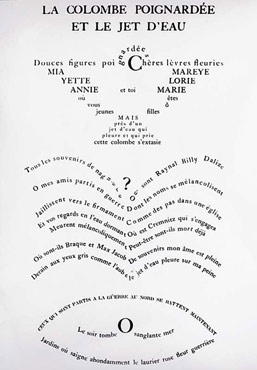 LA COLOMBE POIGNARDÉE
ET LE JET D'EAU
Douces figures poignardées Chères lèvres fleuries
MIA MAREYE
YETTE LORIE
ANNIE et toi MARIE
où êtes
vous ô
jeunes filles
MAIS
près d'un
jet d'eau qui
pleure et qui prie
cette colombe s'extasie
Tous les souvenirs de naguère
O mes amis partis en guerre
Jaillissent vers le firmament
Et vos regards en l'eau dormant
Meurent mélancoliquement
Où sont-ils Braque et Max Jacob
Derain aux yeux gris comme l'aube
?
Où sont Raynal Billy Dalize
Dont les noms se mélancolisent
Comme des pas dans une église
Où est Cremnitz qui s'engagea
Peut-être sont-ils morts déjà
De souvenirs mon âme est pleine
Le jet d'eau pleure sur ma peine
CEUX QUI SONT PARTIS A LA GUERRE AU NORD SE BATTENT MAINTENANT
Le soir tombe O sanglante mer
Jardins où saigne abondamment le laurier rose fleur guerrière